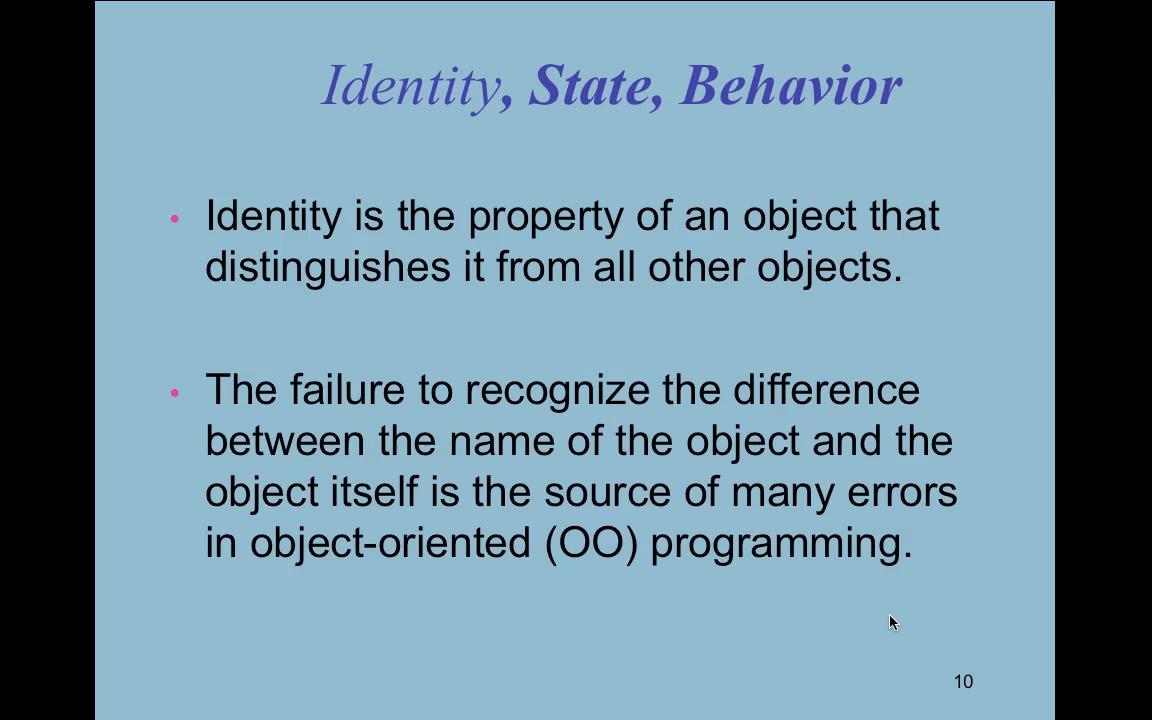 Identity, State, Behavior
• Identity is the property of an object that
distinguishes it from all other objects.
• The failure to recognize the difference
between the name of the object and the
object itself is the source of many errors
in object-oriented (OO) programming.
10